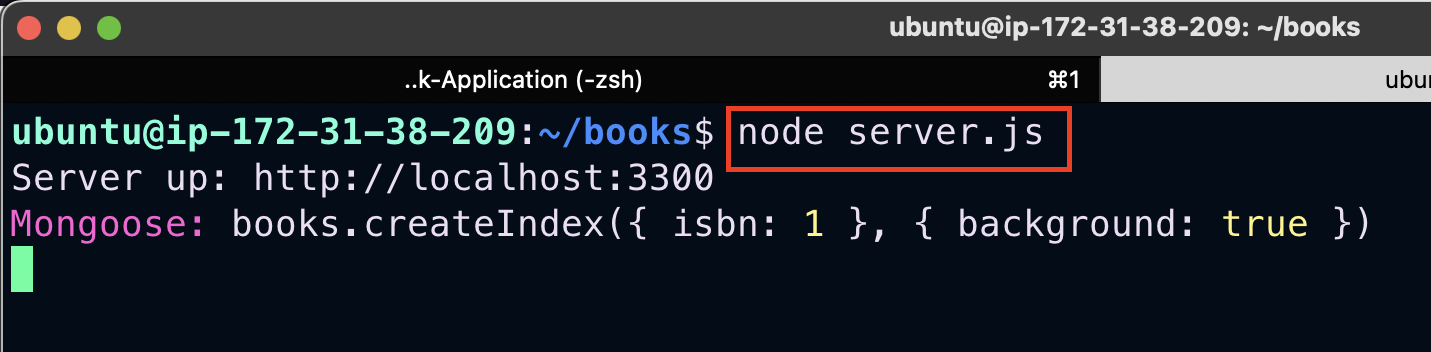 ubuntu@ip-172-31-38-209: ~/books
..k-Application (-zsh) ⌘1
ubuntu@ip-172-31-38-209:~/books$ node server.js
Server up: http://localhost:3300
Mongoose: books.createIndex({ isbn: 1 }, { background: true })